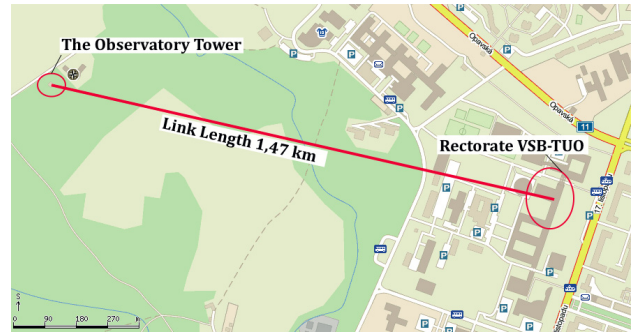 The Observatory Tower
Opavská
Link Length 1,47 km
Opavská
11
Rectorate VSB-TUO
S
0 90 180 270